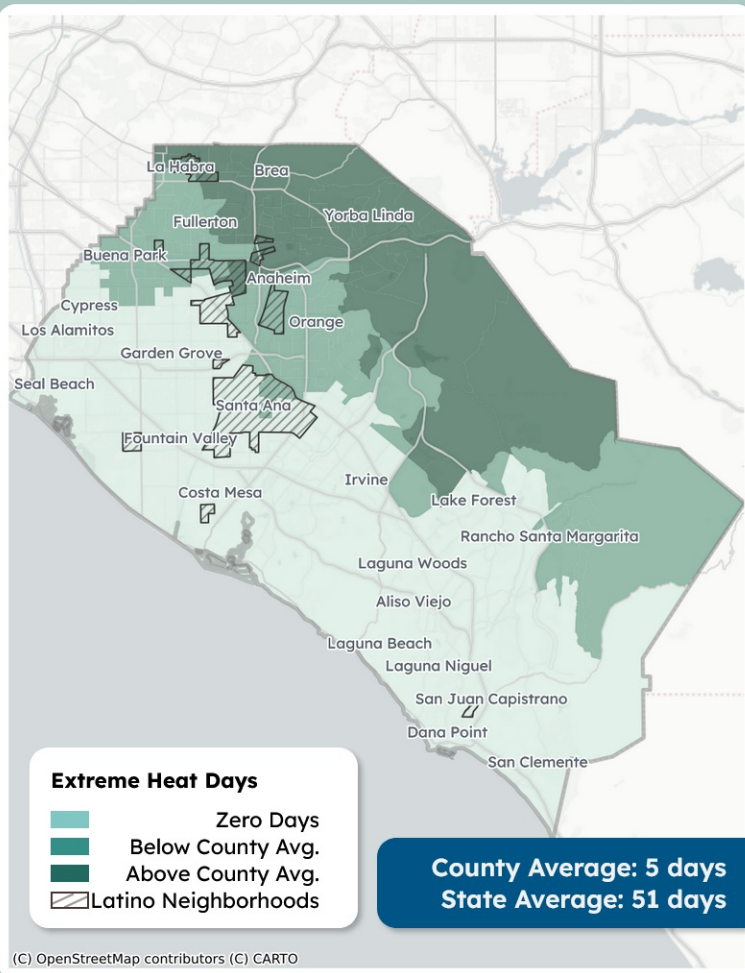 La Habra
Brea
Yorba Linda
Fullerton
Buena Park
Anaheim
Cypress
Orange
Los Alamitos
Garden Grove
Seal Beach
Santa Ana
Fountain Valley
Irvine
Costa Mesa
Lake Forest
Rancho Santa Margarita
Laguna Woods
Aliso Viejo
Laguna Beach
Laguna Niguel
San Juan Capistrano
Dana Point
San Clemente
Extreme Heat Days
Zero Days
Below County Avg.
Above County Avg.
Latino Neighborhoods
County Average: 5 days
State Average: 51 days
(C) OpenStreetMap contributors (C) CARTO